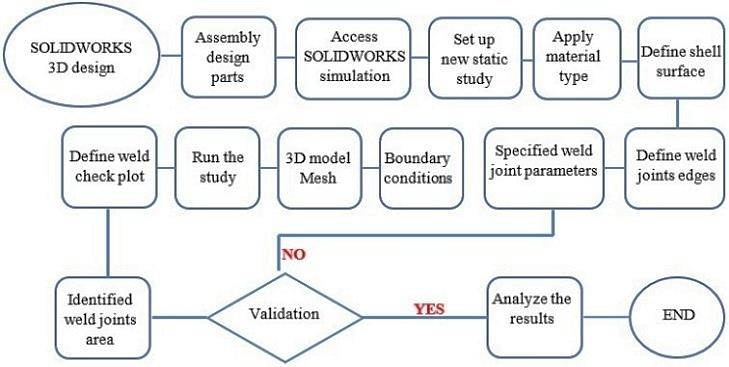 SOLIDWORKS
3D design
Assembly
design
parts
Access
SOLIDWORKS
simulation
Set up
new static
study
Apply
material
type
Define shell
surface
Define weld
check plot
Run the
study
3D model
Mesh
Boundary
conditions
Specified weld
joint parameters
Define weld
joints edges
NO
Identified
weld joints
area
Validation
YES
Analyze the
results
END